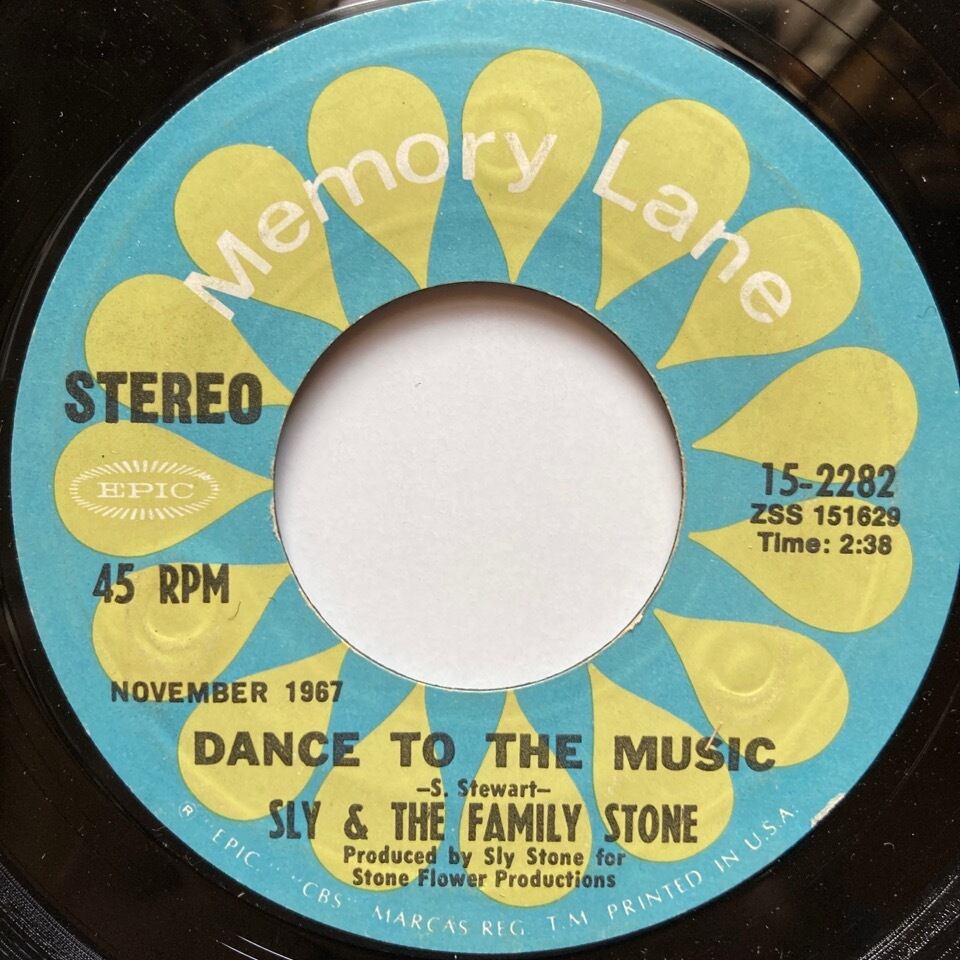 Memory Lane
STEREO
EPIC
15-2282
ZSS 151629
Time: 2:38
45 RPM
NOVEMBER 1967
DANCE TO THE MUSIC
—S. Stewart—
SLY & THE FAMILY STONE
Produced by Sly Stone for
Stone Flower Productions
® "EPIC," "CBS" MARCAS REG. T.M. PRINTED IN U.S.A.